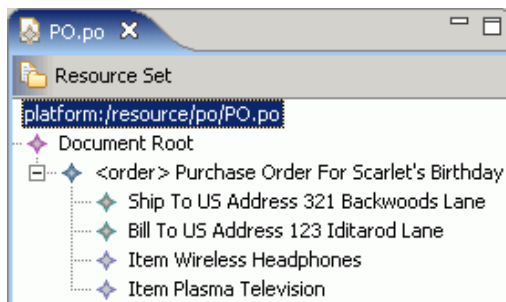 PO.po
Resource Set
platform:/resource/po/PO.po
Document Root
<order> Purchase Order For Scarlet's Birthday
Ship To US Address 321 Backwoods Lane
Bill To US Address 123 Iditarod Lane
Item Wireless Headphones
Item Plasma Television